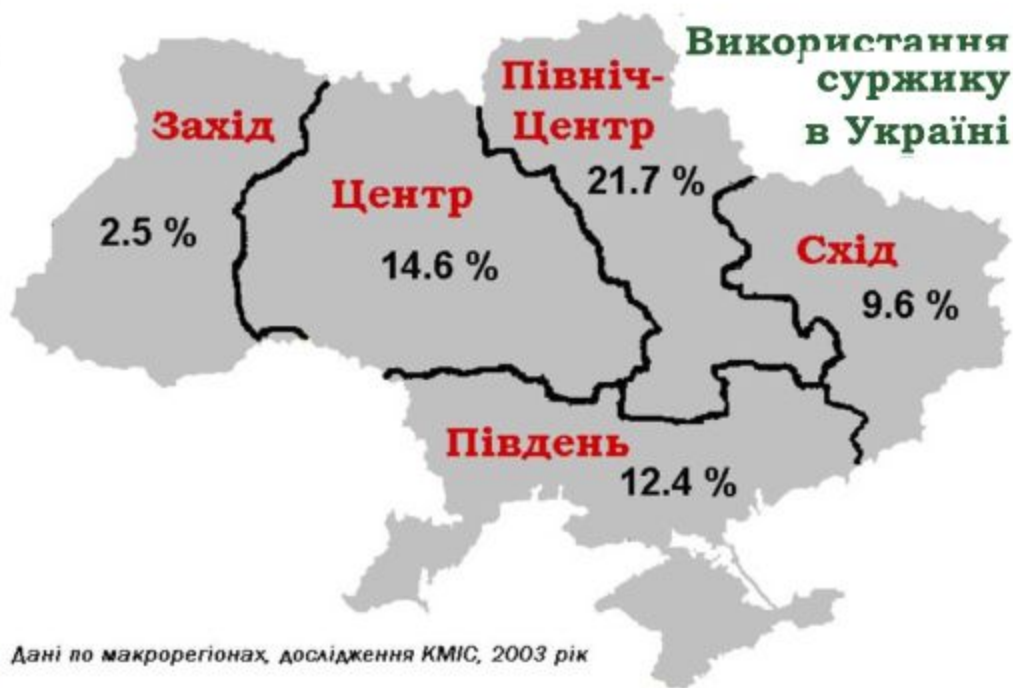 Використання
суржику
в Україні
Північ-
Центр
21.7 %
Захід
2.5 %
Центр
14.6 %
Схід
9.6 %
Південь
12.4 %
Дані по макрорегіонах, дослідження КМІС, 2003 рік